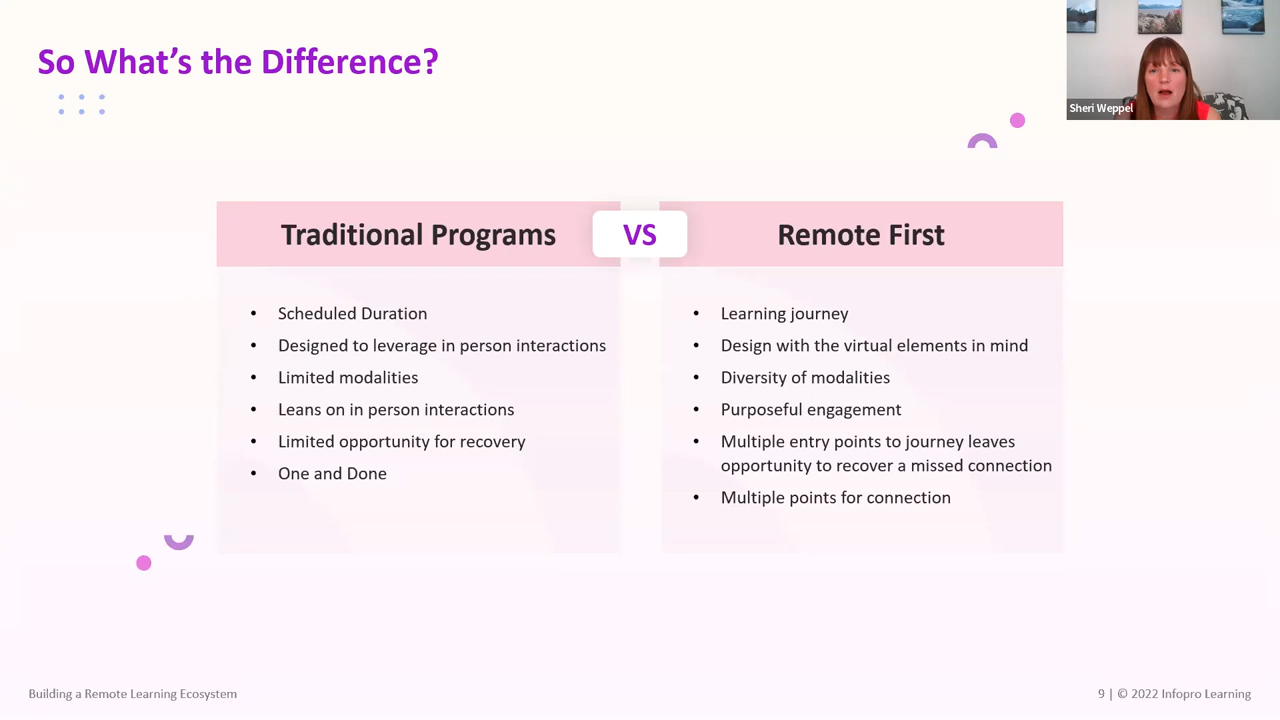 So What's the Difference?
Sheri Weppel
Traditional Programs
VS
Remote First
• Scheduled Duration
• Designed to leverage in person interactions
• Limited modalities
• Leans on in person interactions
• Limited opportunity for recovery
• One and Done
• Learning journey
• Design with the virtual elements in mind
• Diversity of modalities
• Purposeful engagement
• Multiple entry points to journey leaves
opportunity to recover a missed connection
• Multiple points for connection
Building a Remote Learning Ecosystem
9 | © 2022 Infopro Learning